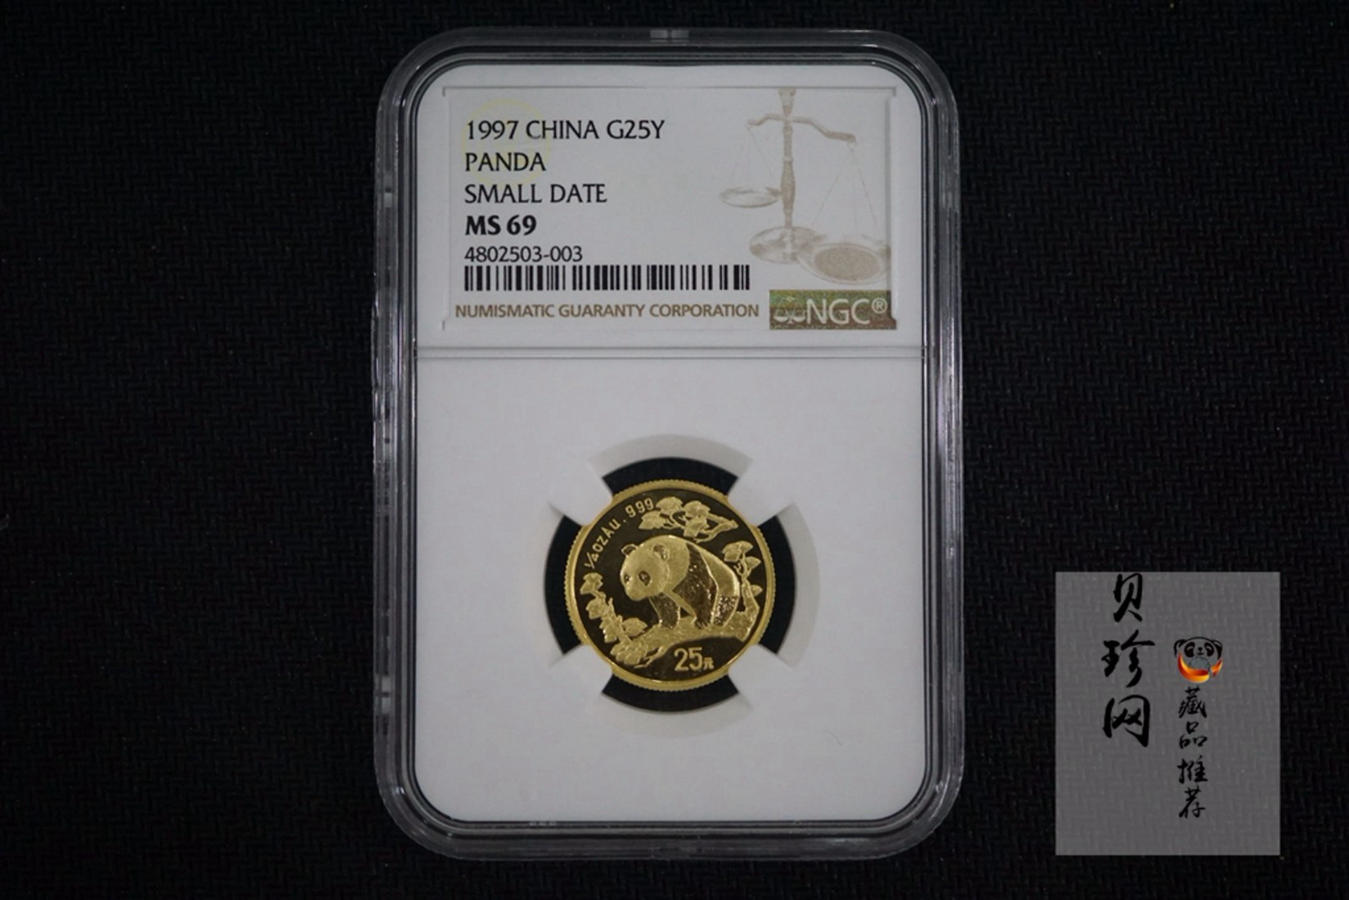 1997 CHINA G25Y
PANDA
SMALL DATE
MS 69
4802503-003
NUMISMATIC GUARANTY CORPORATION
NGC®
1/4ozAu.999
25元
贝珍网
藏品推荐